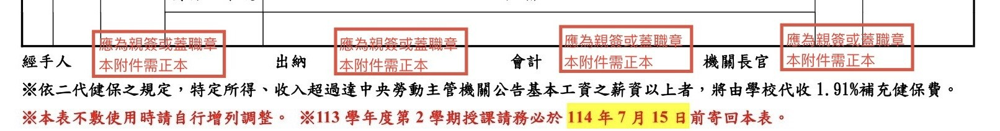 應為親簽或蓋職章
本附件需正本
應為親簽或蓋職章
本附件需正本
應為親簽或蓋職章
本附件需正本
應為親簽或蓋職章
本附件需正本
經手人 出納 會計 機關長官
※依二代健保之規定，特定所得、收入超過達中央勞動主管機關公告基本工資之薪資以上者，將由學校代收 1.91%補充健保費。
※本表不敷使用時請自行增列調整。 ※113 學年度第 2 學期授課請務必於 114 年 7 月 15 日前寄回本表。